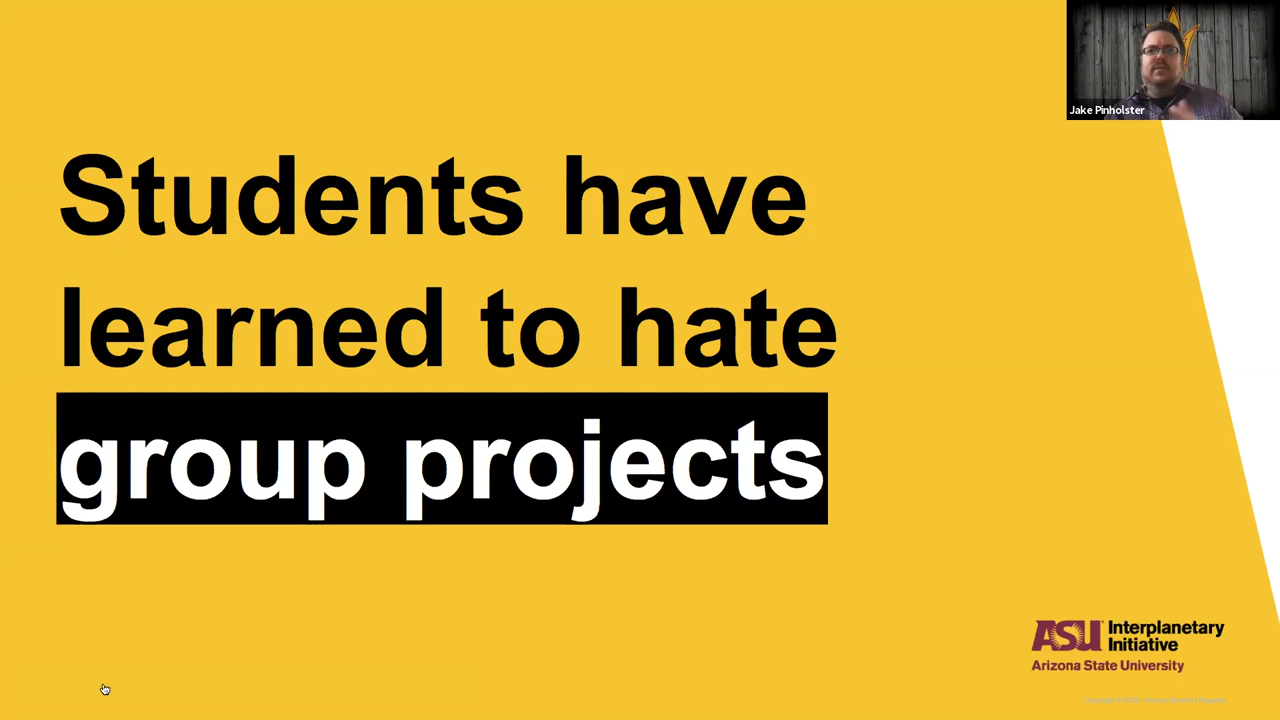 Jake Pinholster
Students have
learned to hate
group projects
ASU Interplanetary
Initiative
Arizona State University